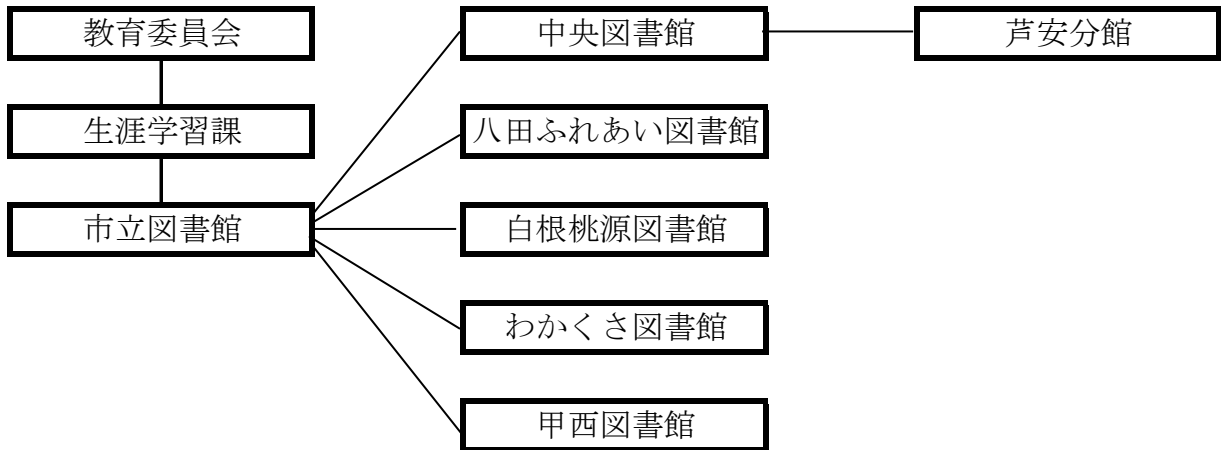 教育委員会
生涯学習課
市立図書館
中央図書館
八田ふれあい図書館
白根桃源図書館
わかくさ図書館
甲西図書館
芦安分館